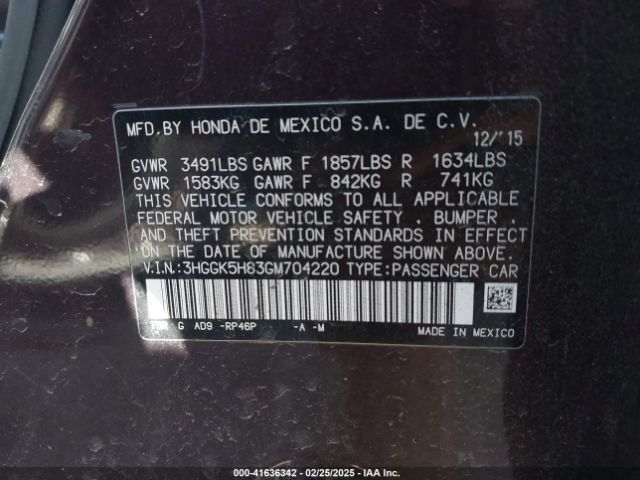 MFD. BY HONDA DE MEXICO S.A. DE C.V.
12/'15
GVWR 3491LBS GAWR F 1857LBS R 1634LBS
GVWR 1583KG GAWR F 842KG R 741KG
THIS VEHICLE CONFORMS TO ALL APPLICABLE
FEDERAL MOTOR VEHICLE SAFETY , BUMPER ,
AND THEFT PREVENTION STANDARDS IN EFFECT
ON THE DATE OF MANUFACTURE SHOWN ABOVE.
V.I.N:3HGGK5H83GM704220 TYPE:PASSENGER CAR
G AD9 -RP46P -A -M
MADE IN MEXICO
000-41636342 / 02/25/2025 - IAA, Inc.